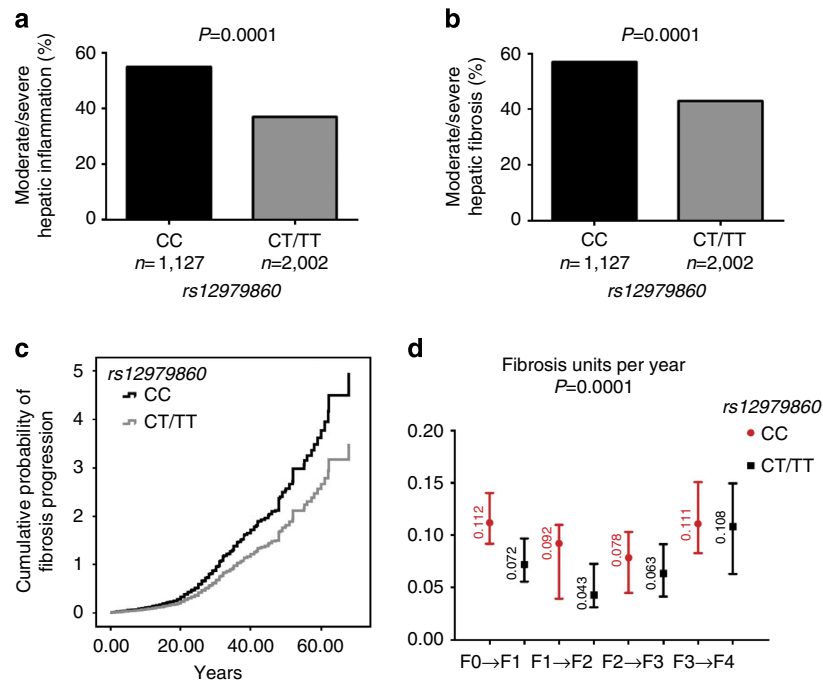 a
P=0.0001
Moderate/severe
hepatic inflammation (%)
60
40
20
0
CC
CT/TT
n= 1,127
n=2,002
rs12979860
b
P=0.0001
Moderate/severe
hepatic fibrosis (%)
60
40
20
0
CC
CT/TT
n= 1,127
n=2,002
rs12979860
c
Cumulative probability of
fibrosis progression
5
4
3
2
1
0
rs12979860
CC
CT/TT
0.00
20.00
40.00
60.00
Years
d
Fibrosis units per year
P=0.0001
rs12979860
CC
CT/TT
0.20
0.15
0.10
0.05
0.00
0.112
0.072
0.092
0.043
0.078
0.063
0.111
0.108
F0→F1
F1→F2
F2→F3
F3→F4